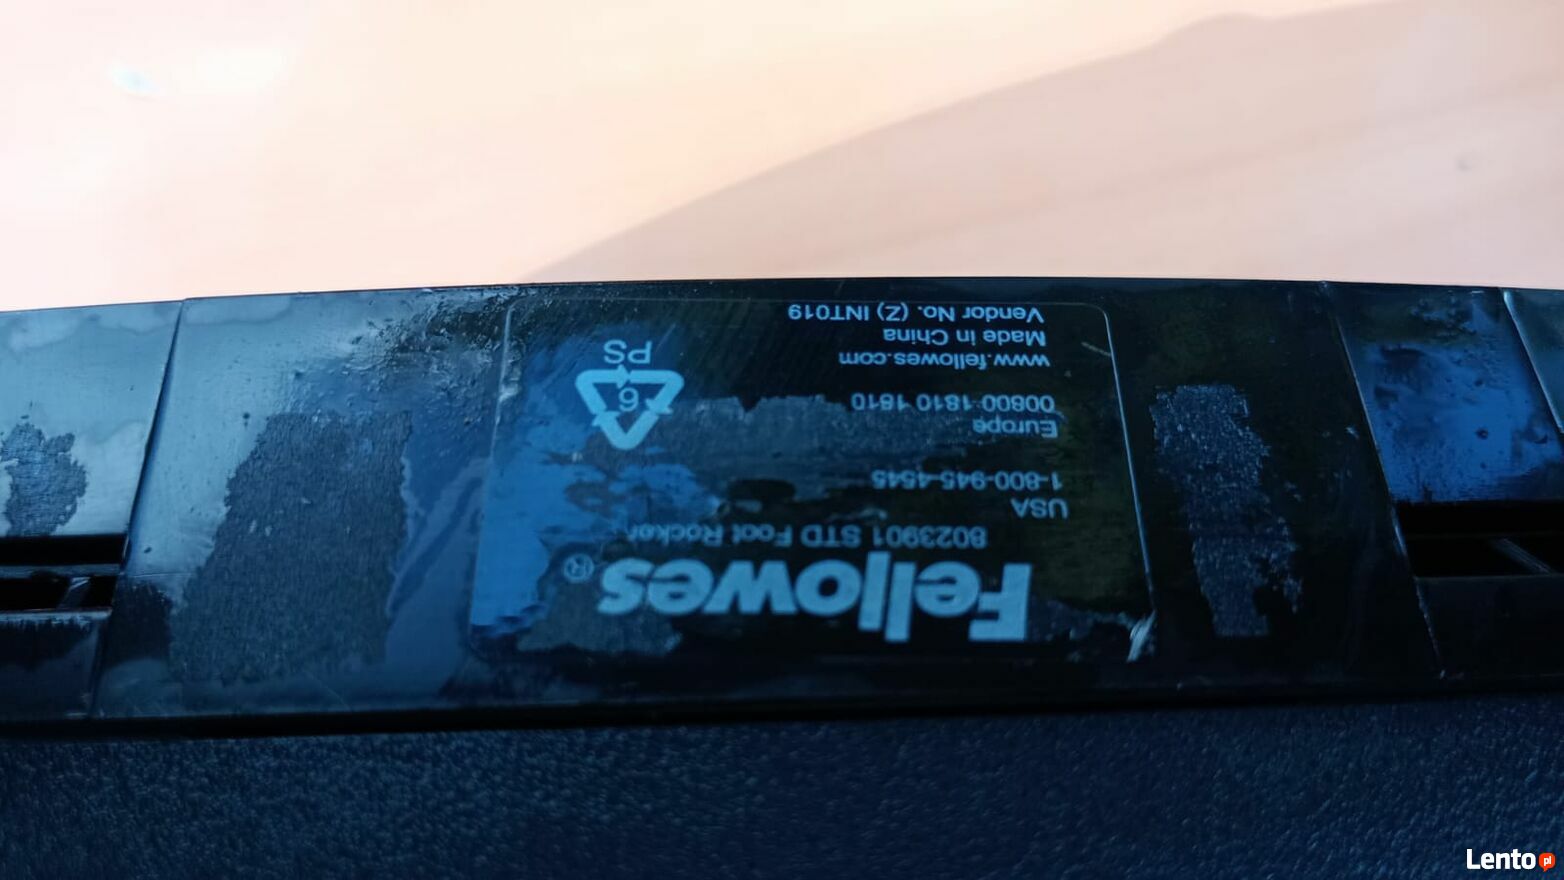 Fellowes®
8023901 STD Foot Rocker
USA
1-800-945-4545
Europe
00800 1810 1810
www.fellowes.com
Made in China
Vendor No. (Z) INT019
6
PS
Lento pl